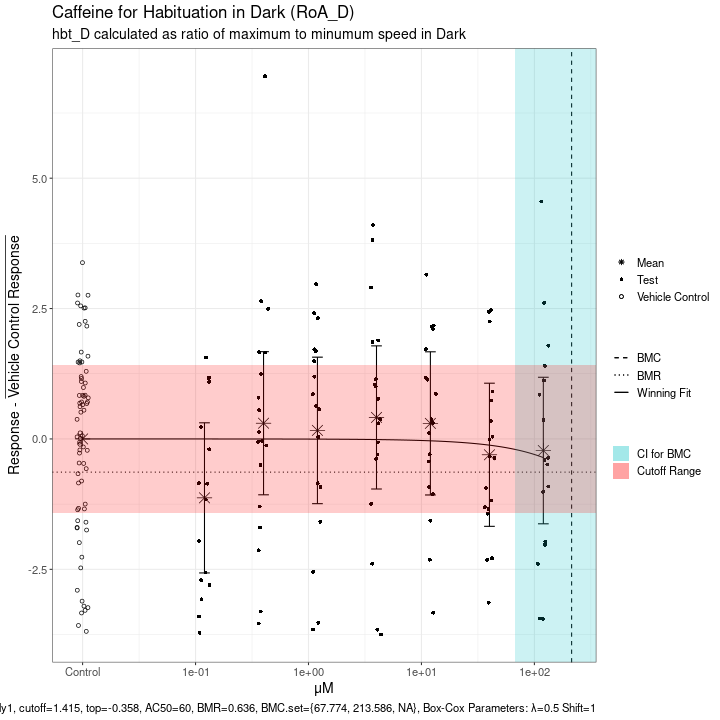 Caffeine for Habituation in Dark (RoA_D)
hbt_D calculated as ratio of maximum to minumum speed in Dark
Response - Vehicle Control Response
5.0
2.5
0.0
-2.5
Control
1e-01
1e+00
1e+01
1e+02
µM
Mean
Test
Vehicle Control
BMC
BMR
Winning Fit
CI for BMC
Cutoff Range
cutoff=1.415, top=-0.358, AC50=60, BMR=0.636, BMC.set={67.774, 213.586, NA}, Box-Cox Parameters: λ=0.5 Shift=1